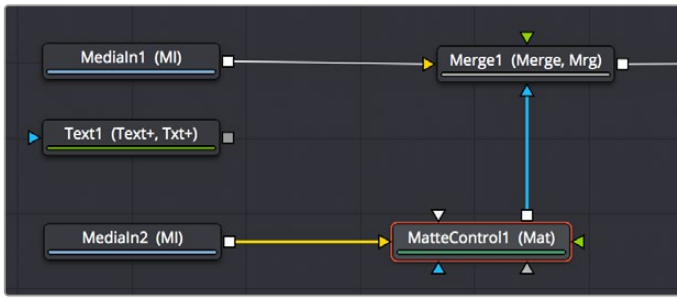 MediaIn1 (MI)
Merge1 (Merge, Mrg)
Text1 (Text+, Txt+)
MediaIn2 (MI)
MatteControl1 (Mat)